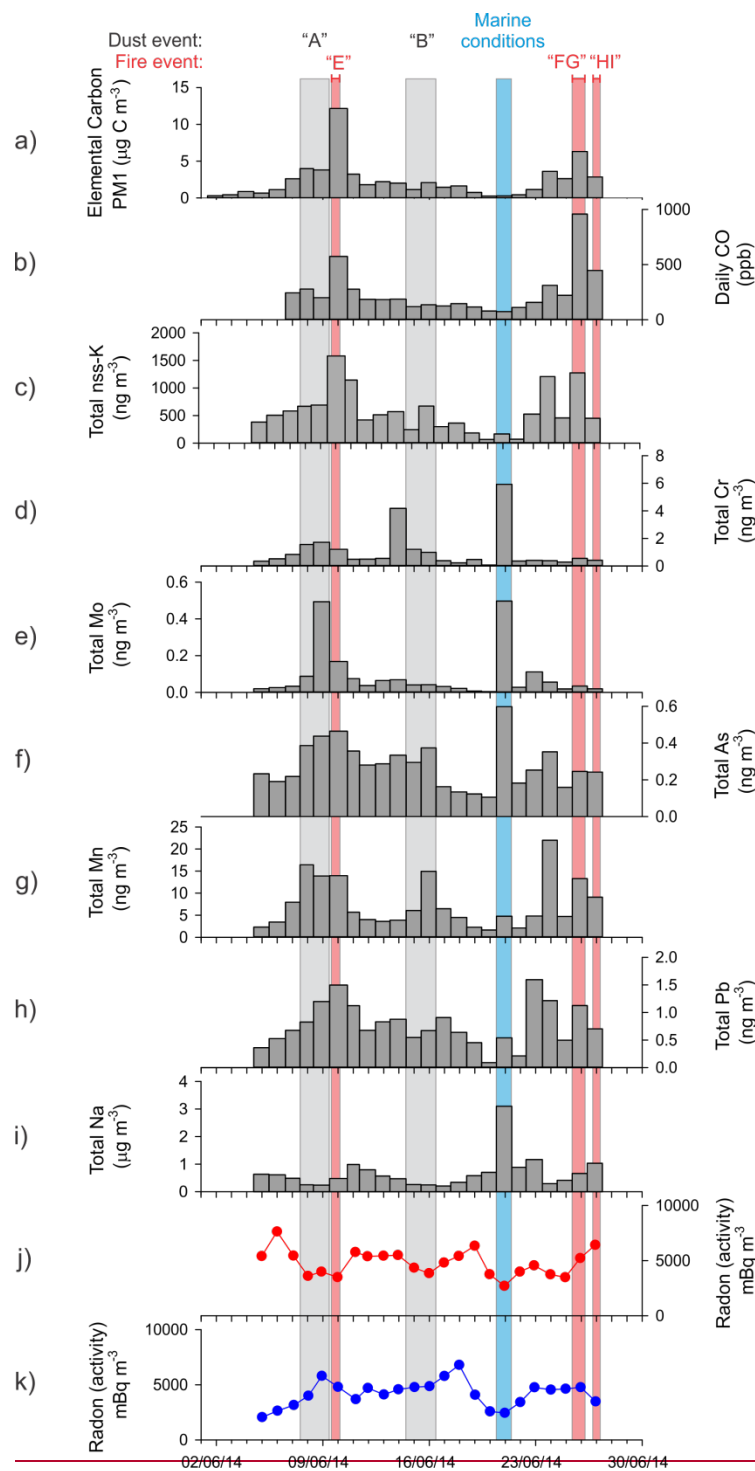 Marine
Dust event: "A" "B" conditions
Fire event: "E" "FG" "HI"
a) Elemental Carbon
PM1 (μg C m-3)
15
10
5
0
b) Daily CO
(ppb)
1000
500
0
c) Total nss-K
(ng m-3)
2000
1500
1000
500
0
d) Total Cr
(ng m-3)
8
6
4
2
0
e) Total Mo
(ng m-3)
0.6
0.4
0.2
0.0
f) Total As
(ng m-3)
0.6
0.4
0.2
0.0
g) Total Mn
(ng m-3)
25
20
15
10
5
0
h) Total Pb
(ng m-3)
2.0
1.5
1.0
0.5
0.0
i) Total Na
(μg m-3)
4
3
2
1
0
j) Radon (activity)
mBq m-3
10000
5000
0
k) Radon (activity)
mBq m-3
10000
5000
0
02/06/14 09/06/14 16/06/14 23/06/14 30/06/14